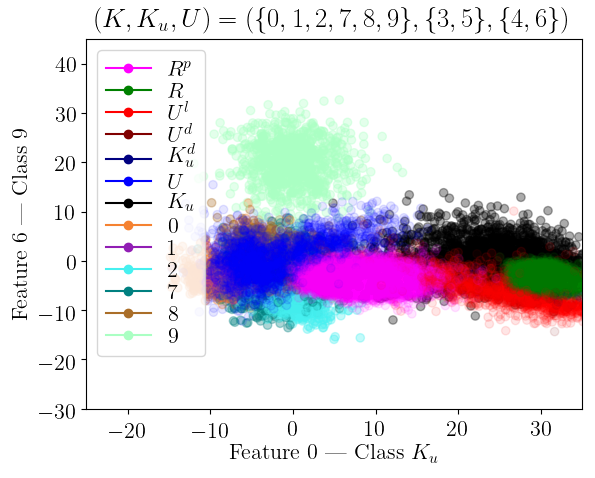 (K, K_u, U) = ({0, 1, 2, 7, 8, 9}, {3, 5}, {4, 6})
40
30
20
10
0
−10
−20
−30
Feature 6 — Class 9
R^p
R
U^l
U^d
K_u^d
U
K_u
0
1
2
7
8
9
−20 −10 0 10 20 30
Feature 0 — Class K_u